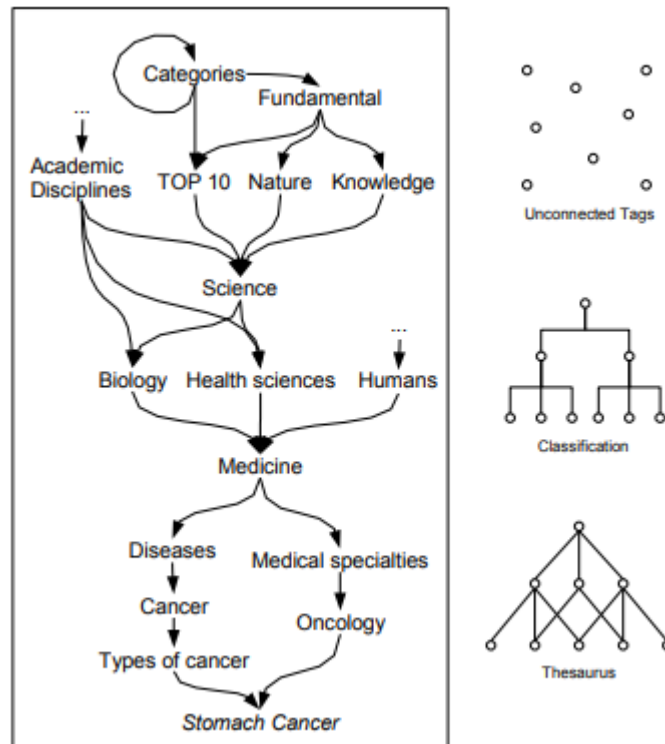 Categories
Fundamental
...
Academic
Disciplines
TOP 10
Nature
Knowledge
Science
...
Biology
Health sciences
Humans
Medicine
Diseases
Medical specialties
Cancer
Oncology
Types of cancer
Stomach Cancer
Unconnected Tags
Classification
Thesaurus